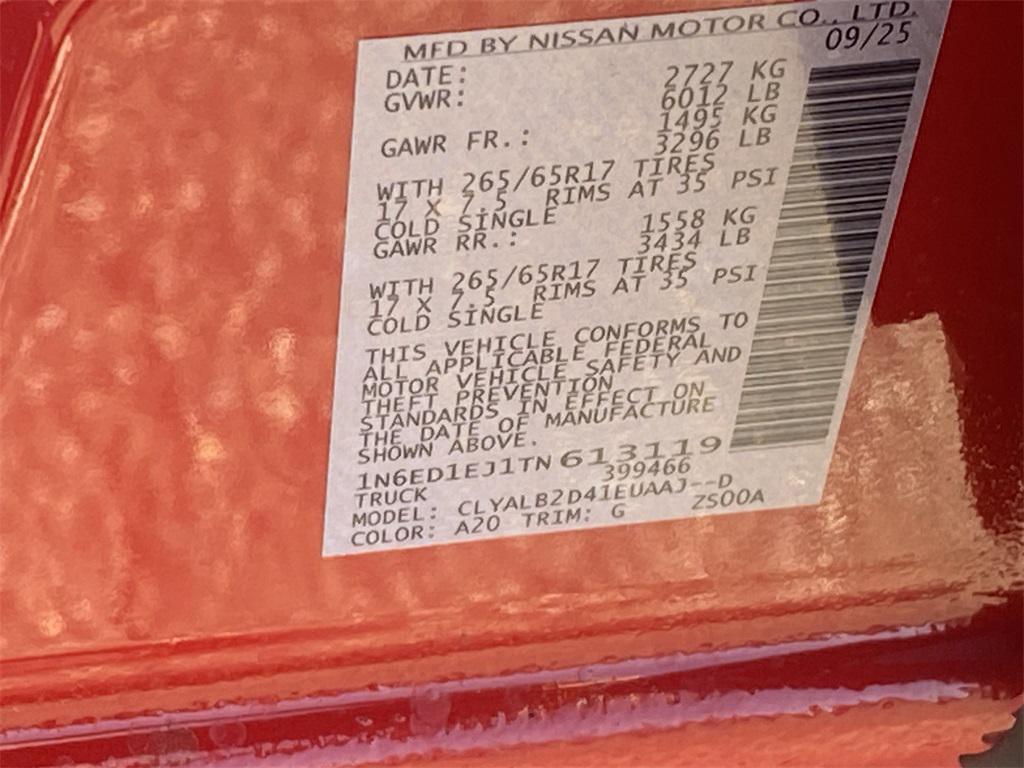 MFD BY NISSAN MOTOR CO., LTD.
DATE: 09/25
GVWR: 2727 KG
6012 LB
GAWR FR.: 1495 KG
3296 LB
WITH 265/65R17 TIRES
17 X 7.5 RIMS AT 35 PSI
COLD SINGLE
GAWR RR.: 1558 KG
3434 LB
WITH 265/65R17 TIRES
17 X 7.5 RIMS AT 35 PSI
COLD SINGLE
THIS VEHICLE CONFORMS TO
ALL APPLICABLE FEDERAL
MOTOR VEHICLE SAFETY AND
THEFT PREVENTION
STANDARDS IN EFFECT ON
THE DATE OF MANUFACTURE
SHOWN ABOVE.
1N6ED1EJ1TN613119
TRUCK 399466
MODEL: CLYALB2D41EUAAJ--D
COLOR: A20 TRIM: G ZS00A